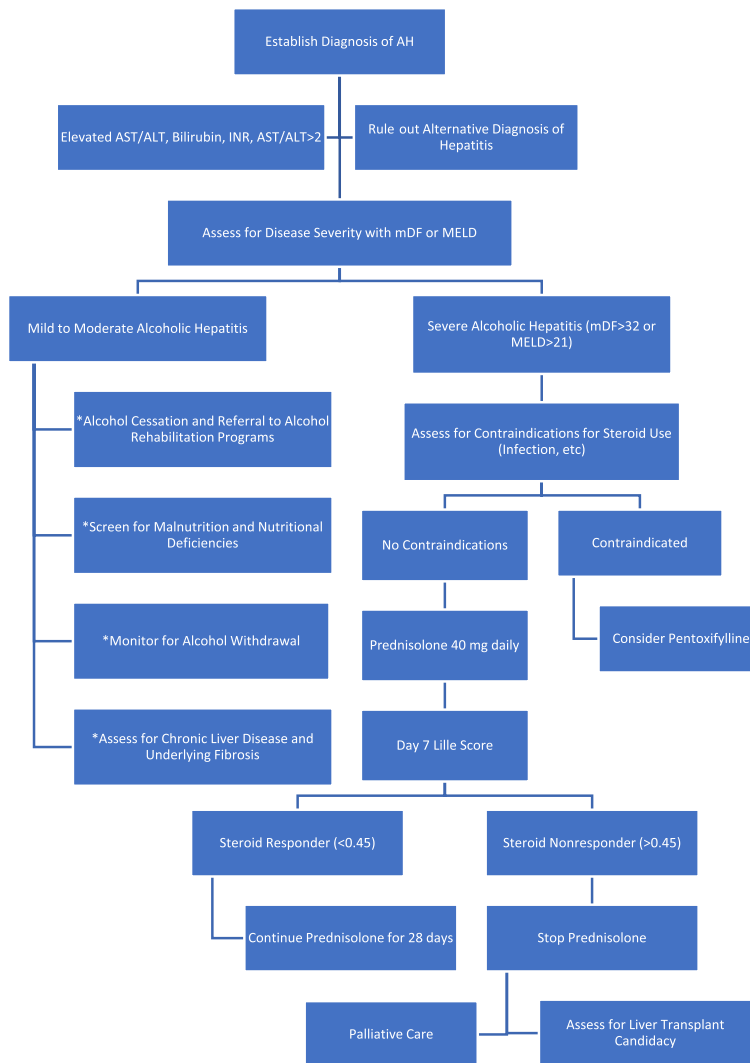 Establish Diagnosis of AH
Elevated AST/ALT, Bilirubin, INR, AST/ALT>2
Rule out Alternative Diagnosis of
Hepatitis
Assess for Disease Severity with mDF or MELD
Mild to Moderate Alcoholic Hepatitis
*Alcohol Cessation and Referral to Alcohol
Rehabilitation Programs
*Screen for Malnutrition and Nutritional
Deficiencies
*Monitor for Alcohol Withdrawal
*Assess for Chronic Liver Disease and
Underlying Fibrosis
Severe Alcoholic Hepatitis (mDF>32 or
MELD>21)
Assess for Contraindications for Steroid Use
(Infection, etc)
No Contraindications
Contraindicated
Consider Pentoxifylline
Prednisolone 40 mg daily
Day 7 Lille Score
Steroid Responder (<0.45)
Steroid Nonresponder (>0.45)
Continue Prednisolone for 28 days
Stop Prednisolone
Palliative Care
Assess for Liver Transplant
Candidacy